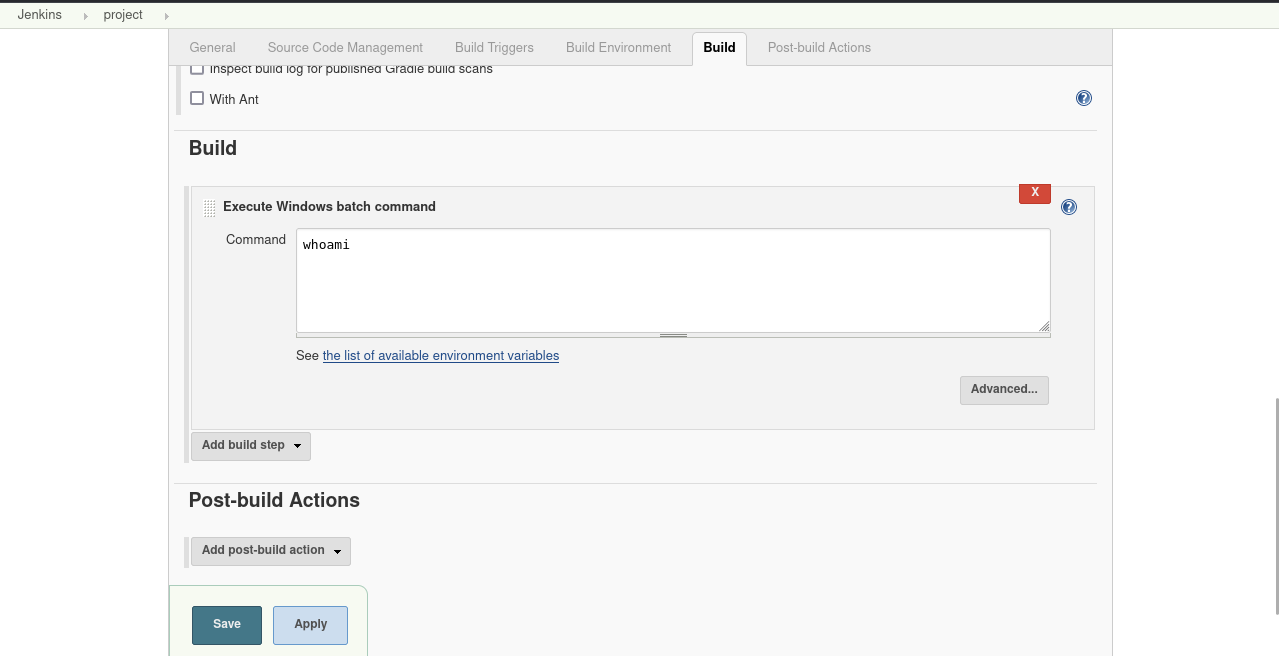 Jenkins project
General Source Code Management Build Triggers Build Environment Build Post-build Actions
Inspect build log for published Gradle build scans
With Ant
?
Build
X
Execute Windows batch command
?
Command
whoami
See the list of available environment variables
Advanced...
Add build step
Post-build Actions
Add post-build action
Save Apply